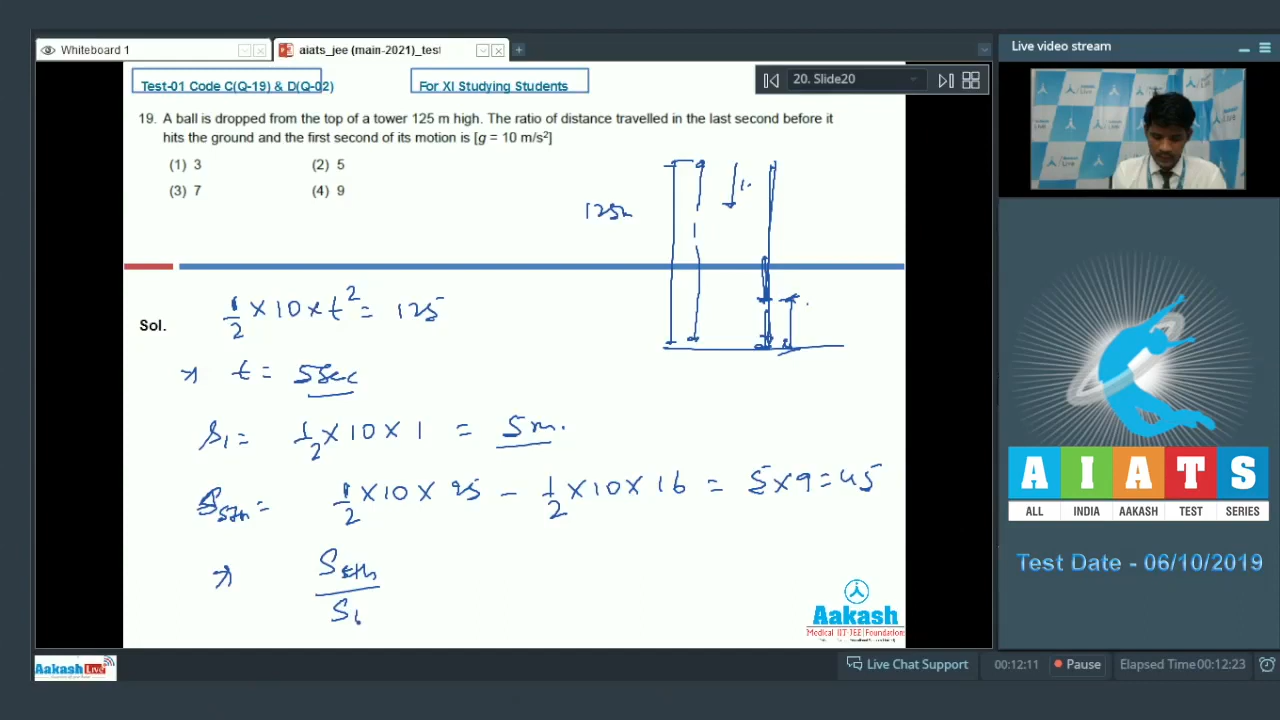 Whiteboard 1
aiats_jee (main-2021)_test
Live video stream
Test-01 Code C(Q-19) & D(Q-02)
For XI Studying Students
20. Slide20
19. A ball is dropped from the top of a tower 125 m high. The ratio of distance travelled in the last second before it
hits the ground and the first second of its motion is [g = 10 m/s²]
(1) 3
(2) 5
(3) 7
(4) 9
125m
Sol.
1/2 × 10 × t² = 125
⇒ t = 5sec
S₁ = 1/2 × 10 × 1 = 5m.
S₅ₜₕ = 1/2 × 10 × 25 - 1/2 × 10 × 16 = 5 × 9 = 45
⇒ S₅ₜₕ / S₁
A I A T S
ALL INDIA AAKASH TEST SERIES
Test Date - 06/10/2019
Aakash
Medical IIT-JEE Foundations
Aakash Live
Live Chat Support
00:12:11
Pause
Elapsed Time 00:12:23